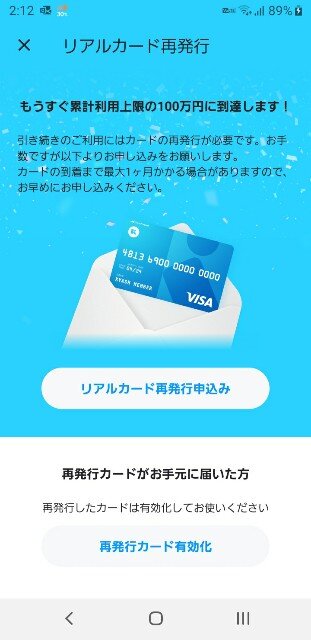 2:12 30% 89%
リアルカード再発行
もうすぐ累計利用上限の100万円に到達します！
引き続きのご利用にはカードの再発行が必要です。お手
数ですが以下よりお申し込みをお願いします。
カードの到着まで最大1ヶ月かかる場合がありますので、
お早めにお申し込みください。
4813 6900 0000 0000
KYASH MEMBER
VISA
リアルカード再発行申込み
再発行カードがお手元に届いた方
再発行したカードは有効化してお使いください
再発行カード有効化